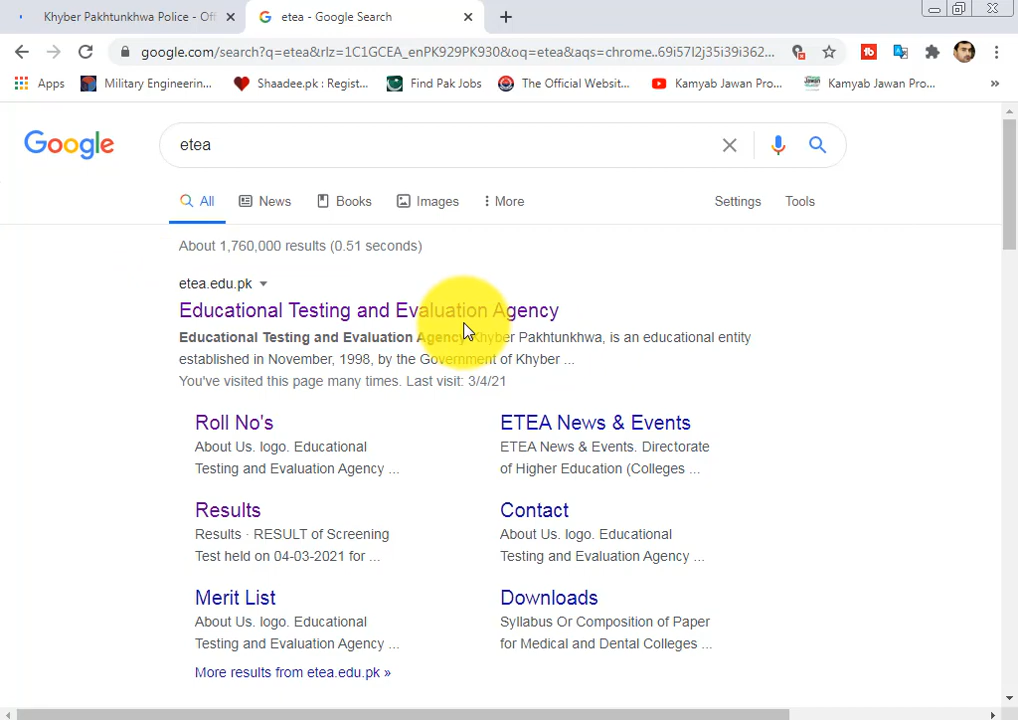 Khyber Pakhtunkhwa Police - Off
etea - Google Search
google.com/search?q=etea&rlz=1C1GCEA_enPK929PK930&oq=etea&aqs=chrome..69i57l2j35i39i362...
Apps
Military Engineerin...
Shaadee.pk : Regist...
Find Pak Jobs
The Official Websit...
Kamyab Jawan Pro...
Kamyab Jawan Pro...
»
Google
etea
All
News
Books
Images
More
Settings
Tools
About 1,760,000 results (0.51 seconds)
etea.edu.pk
Educational Testing and Evaluation Agency
Educational Testing and Evaluation Agency Khyber Pakhtunkhwa, is an educational entity
established in November, 1998, by the Government of Khyber ...
You've visited this page many times. Last visit: 3/4/21
Roll No's
About Us. logo. Educational
Testing and Evaluation Agency ...
ETEA News & Events
ETEA News & Events. Directorate
of Higher Education (Colleges ...
Results
Results · RESULT of Screening
Test held on 04-03-2021 for ...
Contact
About Us. logo. Educational
Testing and Evaluation Agency ...
Merit List
About Us. logo. Educational
Testing and Evaluation Agency ...
Downloads
Syllabus Or Composition of Paper
for Medical and Dental Colleges ...
More results from etea.edu.pk »